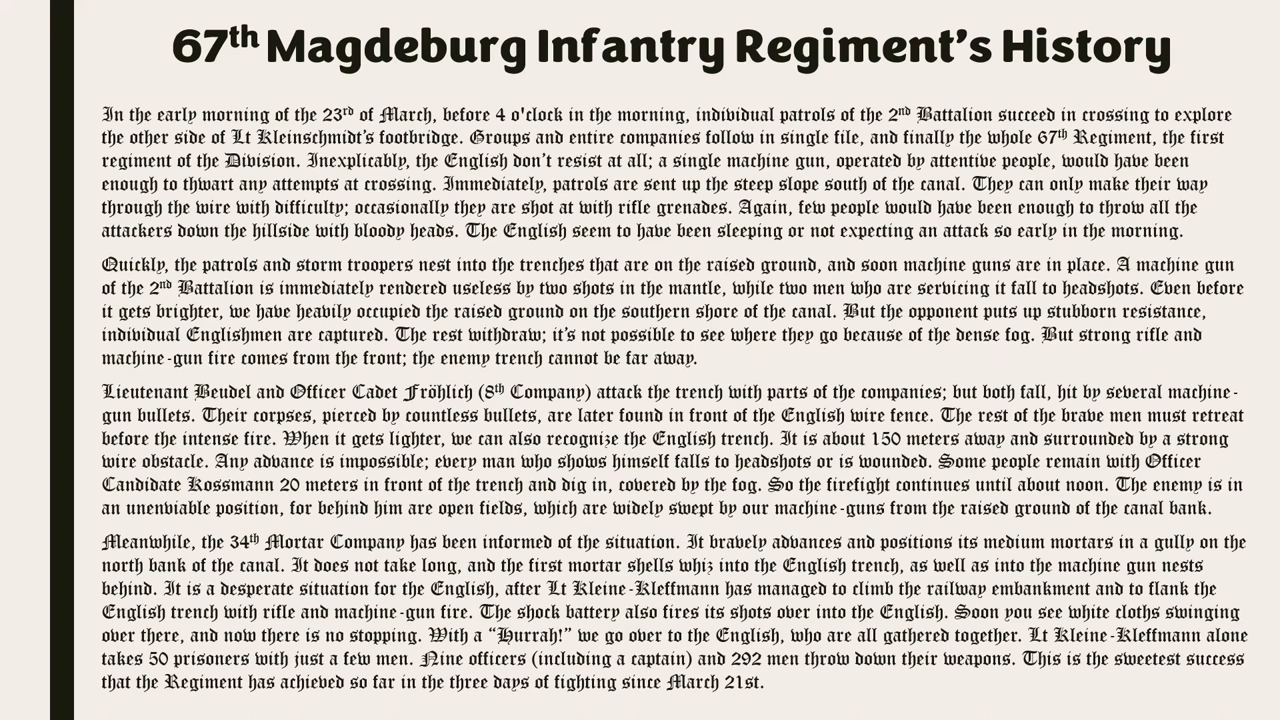 67th Magdeburg Infantry Regiment's History
In the early morning of the 23rd of March, before 4 o'clock in the morning, individual patrols of the 2nd Battalion succeed in crossing to explore
the other side of Lt Kleinschmidt's footbridge. Groups and entire companies follow in single file, and finally the whole 67th Regiment, the first
regiment of the Division. Inexplicably, the English don't resist at all; a single machine gun, operated by attentive people, would have been
enough to thwart any attempts at crossing. Immediately, patrols are sent up the steep slope south of the canal. They can only make their way
through the wire with difficulty; occasionally they are shot at with rifle grenades. Again, few people would have been enough to throw all the
attackers down the hillside with bloody heads. The English seem to have been sleeping or not expecting an attack so early in the morning.
Quickly, the patrols and storm troopers nest into the trenches that are on the raised ground, and soon machine guns are in place. A machine gun
of the 2nd Battalion is immediately rendered useless by two shots in the mantle, while two men who are servicing it fall to headshots. Even before
it gets brighter, we have heavily occupied the raised ground on the southern shore of the canal. But the opponent puts up stubborn resistance,
individual Englishmen are captured. The rest withdraw; it's not possible to see where they go because of the dense fog. But strong rifle and
machine-gun fire comes from the front; the enemy trench cannot be far away.
Lieutenant Beudel and Officer Cadet Fröhlich (8th Company) attack the trench with parts of the companies; but both fall, hit by several machine-
gun bullets. Their corpses, pierced by countless bullets, are later found in front of the English wire fence. The rest of the brave men must retreat
before the intense fire. When it gets lighter, we can also recognize the English trench. It is about 150 meters away and surrounded by a strong
wire obstacle. Any advance is impossible; every man who shows himself falls to headshots or is wounded. Some people remain with Officer
Candidate Kossmann 20 meters in front of the trench and dig in, covered by the fog. So the firefight continues until about noon. The enemy is in
an unenviable position, for behind him are open fields, which are widely swept by our machine-guns from the raised ground of the canal bank.
Meanwhile, the 34th Mortar Company has been informed of the situation. It bravely advances and positions its medium mortars in a gully on the
north bank of the canal. It does not take long, and the first mortar shells whiz into the English trench, as well as into the machine gun nests
behind. It is a desperate situation for the English, after Lt Kleine-Kleffmann has managed to climb the railway embankment and to flank the
English trench with rifle and machine-gun fire. The shock battery also fires its shots over into the English. Soon you see white cloths swinging
over there, and now there is no stopping. With a "Hurrah!" we go over to the English, who are all gathered together. Lt Kleine-Kleffmann alone
takes 50 prisoners with just a few men. Nine officers (including a captain) and 292 men throw down their weapons. This is the sweetest success
that the Regiment has achieved so far in the three days of fighting since March 21st.